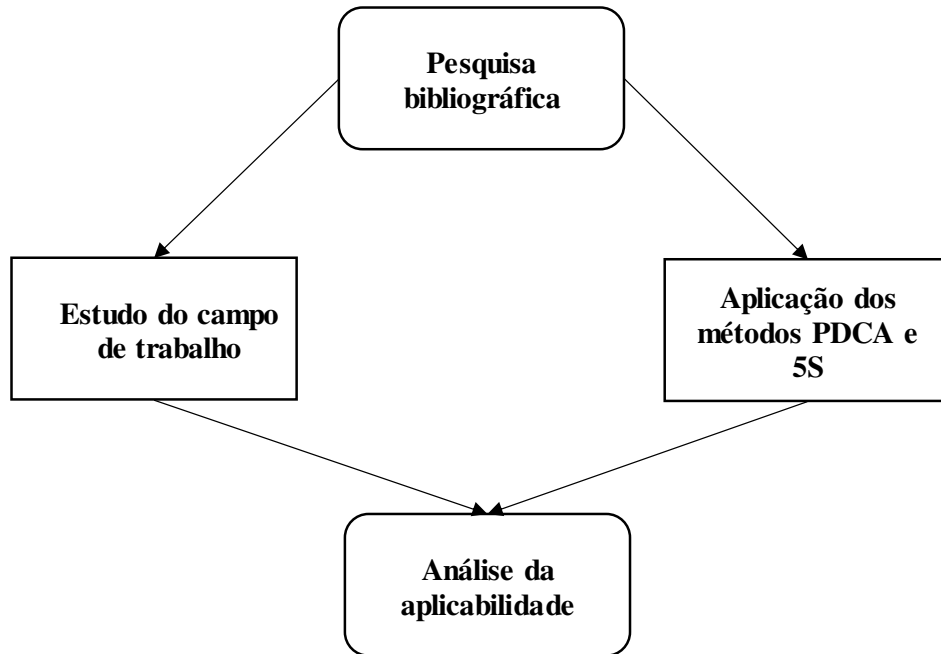 Pesquisa
bibliográfica
Estudo do campo
de trabalho
Aplicação dos
métodos PDCA e
5S
Análise da
aplicabilidade